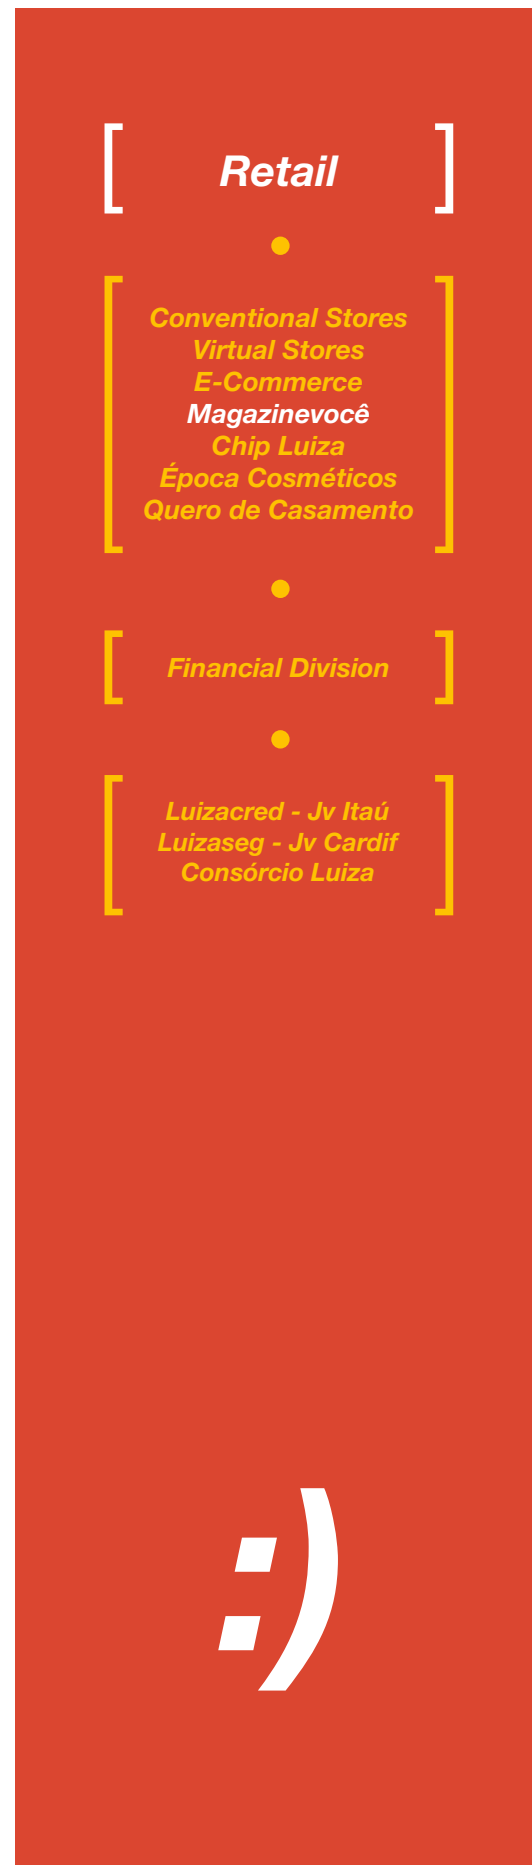 Retail
Conventional Stores
Virtual Stores
E-Commerce
Magazinevocê
Chip Luiza
Época Cosméticos
Quero de Casamento
Financial Division
Luizacred - Jv Itaú
Luizaseg - Jv Cardif
Consórcio Luiza
:)